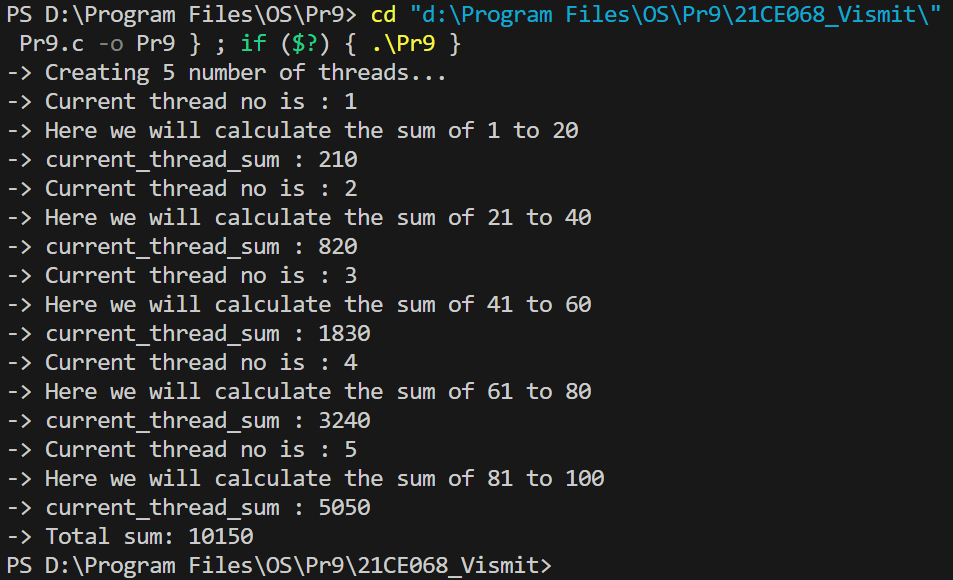 PS D:\Program Files\OS\Pr9> cd "d:\Program Files\OS\Pr9\21CE068_Vismit\"
Pr9.c -o Pr9 } ; if ($?) { .\Pr9 }
-> Creating 5 number of threads...
-> Current thread no is : 1
-> Here we will calculate the sum of 1 to 20
-> current_thread_sum : 210
-> Current thread no is : 2
-> Here we will calculate the sum of 21 to 40
-> current_thread_sum : 820
-> Current thread no is : 3
-> Here we will calculate the sum of 41 to 60
-> current_thread_sum : 1830
-> Current thread no is : 4
-> Here we will calculate the sum of 61 to 80
-> current_thread_sum : 3240
-> Current thread no is : 5
-> Here we will calculate the sum of 81 to 100
-> current_thread_sum : 5050
-> Total sum: 10150
PS D:\Program Files\OS\Pr9\21CE068_Vismit>